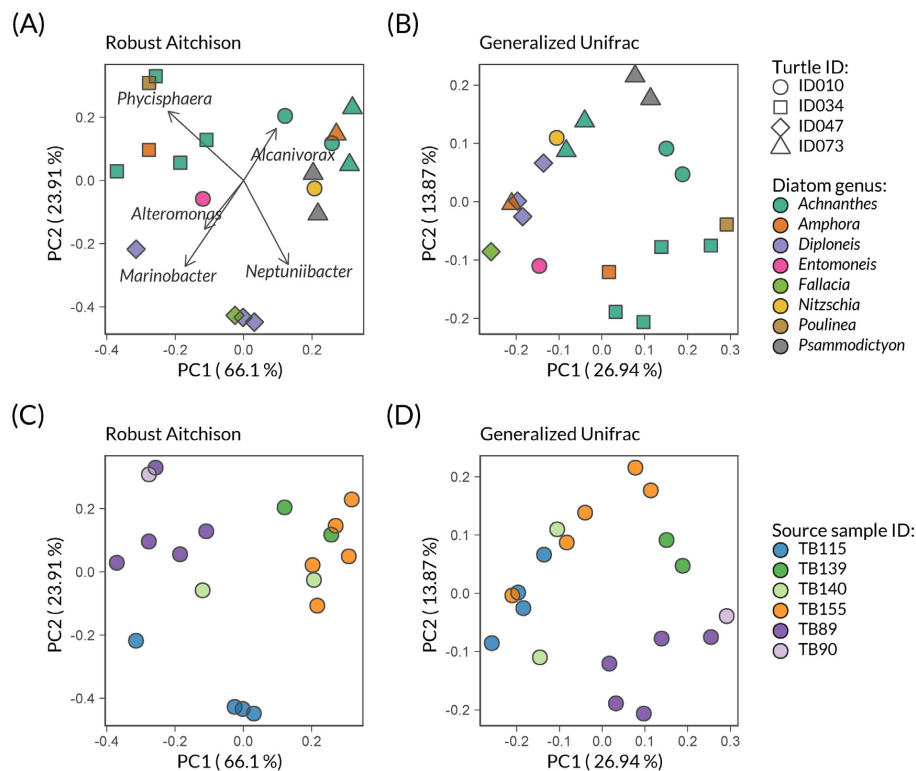 (A)
Robust Aitchison
PC2 ( 23.91 %)
0.2
0.0
-0.2
-0.4
Phycisphaera
Alcanivorax
Alteromonas
Marinobacter
Neptuniibacter
-0.4
-0.2
0.0
0.2
PC1 ( 66.1 %)
(B)
Generalized Unifrac
PC2 ( 13.87 %)
0.2
0.1
0.0
-0.1
-0.2
-0.2
-0.1
0.0
0.1
0.2
0.3
PC1 ( 26.94 %)
Turtle ID:
ID010
ID034
ID047
ID073
Diatom genus:
Achnanthes
Amphora
Diploneis
Entomoneis
Fallacia
Nitzschia
Poulinea
Psammodictyon
(C)
Robust Aitchison
PC2 ( 23.91 %)
0.2
0.0
-0.2
-0.4
-0.4
-0.2
0.0
0.2
PC1 ( 66.1 %)
(D)
Generalized Unifrac
PC2 ( 13.87 %)
0.2
0.1
0.0
-0.1
-0.2
-0.2
-0.1
0.0
0.1
0.2
0.3
PC1 ( 26.94 %)
Source sample ID:
TB115
TB139
TB140
TB155
TB89
TB90